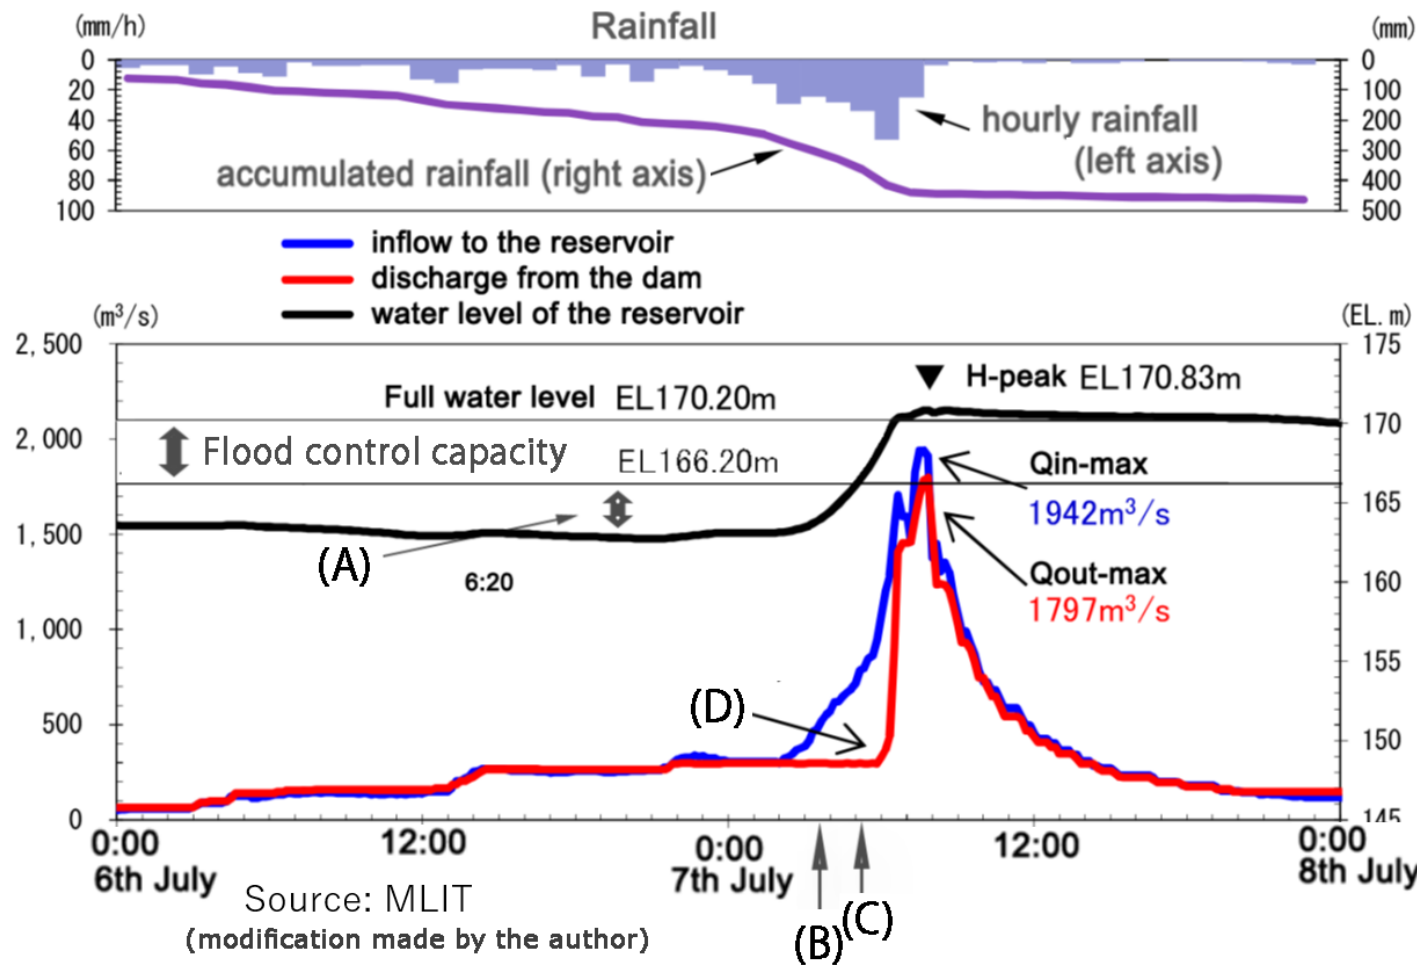 (mm/h) Rainfall (mm)
0 0
20 100
40 200
60 300
80 400
100 500
hourly rainfall
(left axis)
accumulated rainfall (right axis)
inflow to the reservoir
discharge from the dam
water level of the reservoir
(m³/s) (EL. m)
2,500 175
H-peak EL170.83m
Full water level EL170.20m
2,000 170
Flood control capacity EL166.20m
Qin-max
1942m³/s
165
1,500
(A)
6:20
160
Qout-max
1797m³/s
1,000
155
(D)
500
150
0 145
0:00 12:00 0:00 12:00 0:00
6th July 7th July 8th July
Source: MLIT
(modification made by the author)
(B) (C)